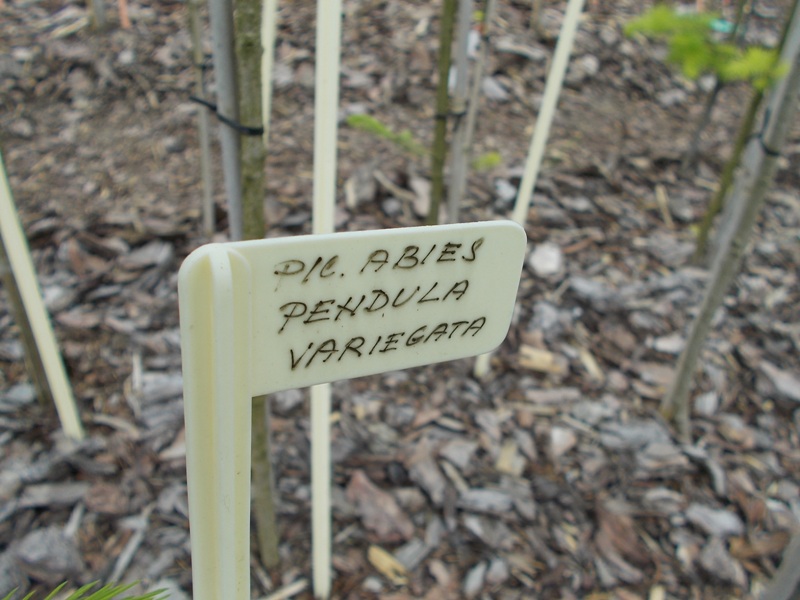 PIC. ABIES
PENDULA
VARIEGATA